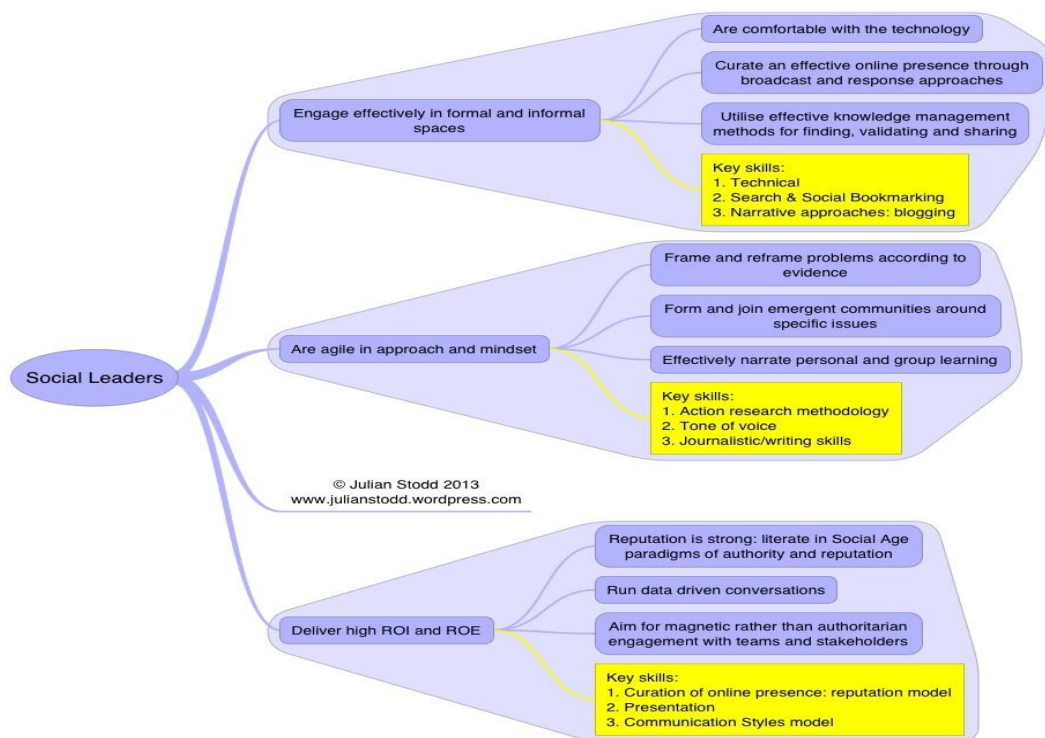 Social Leaders
Engage effectively in formal and informal
spaces
Are comfortable with the technology
Curate an effective online presence through
broadcast and response approaches
Utilise effective knowledge management
methods for finding, validating and sharing
Key skills:
1. Technical
2. Search & Social Bookmarking
3. Narrative approaches: blogging
Are agile in approach and mindset
Frame and reframe problems according to
evidence
Form and join emergent communities around
specific issues
Effectively narrate personal and group learning
Key skills:
1. Action research methodology
2. Tone of voice
3. Journalistic/writing skills
© Julian Stodd 2013
www.julianstodd.wordpress.com
Deliver high ROI and ROE
Reputation is strong: literate in Social Age
paradigms of authority and reputation
Run data driven conversations
Aim for magnetic rather than authoritarian
engagement with teams and stakeholders
Key skills:
1. Curation of online presence: reputation model
2. Presentation
3. Communication Styles model